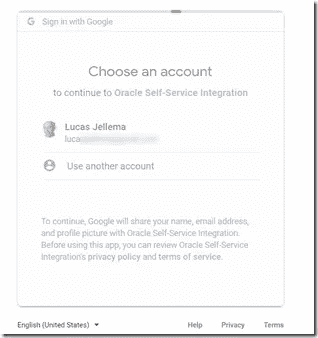 Sign in with Google
Choose an account
to continue to Oracle Self-Service Integration
Lucas Jellema
luca
Use another account
To continue, Google will share your name, email address,
and profile picture with Oracle Self-Service Integration.
Before using this app, you can review Oracle Self-Service
Integration's privacy policy and terms of service.
English (United States) Help Privacy Terms